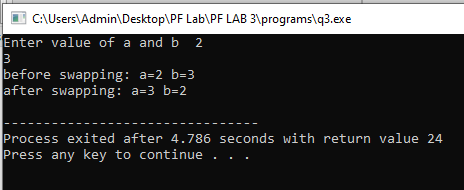 C:\Users\Admin\Desktop\PF Lab\PF LAB 3\programs\q3.exe
Enter value of a and b  2
3
before swapping: a=2 b=3
after swapping: a=3 b=2
--------------------------------
Process exited after 4.786 seconds with return value 24
Press any key to continue . . .